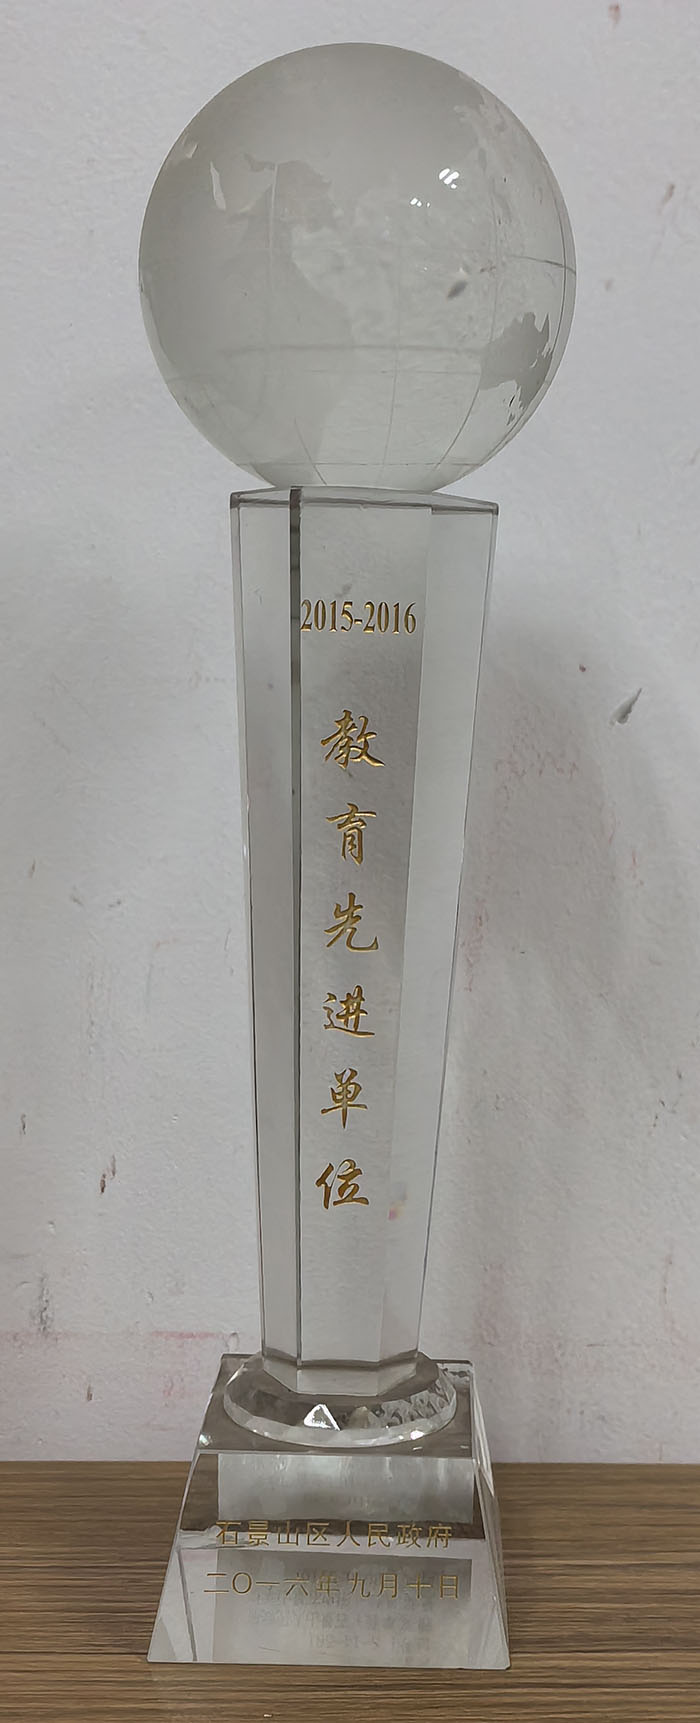 2015-2016
教育先进单位
石景山区人民政府
二〇一六年九月十日